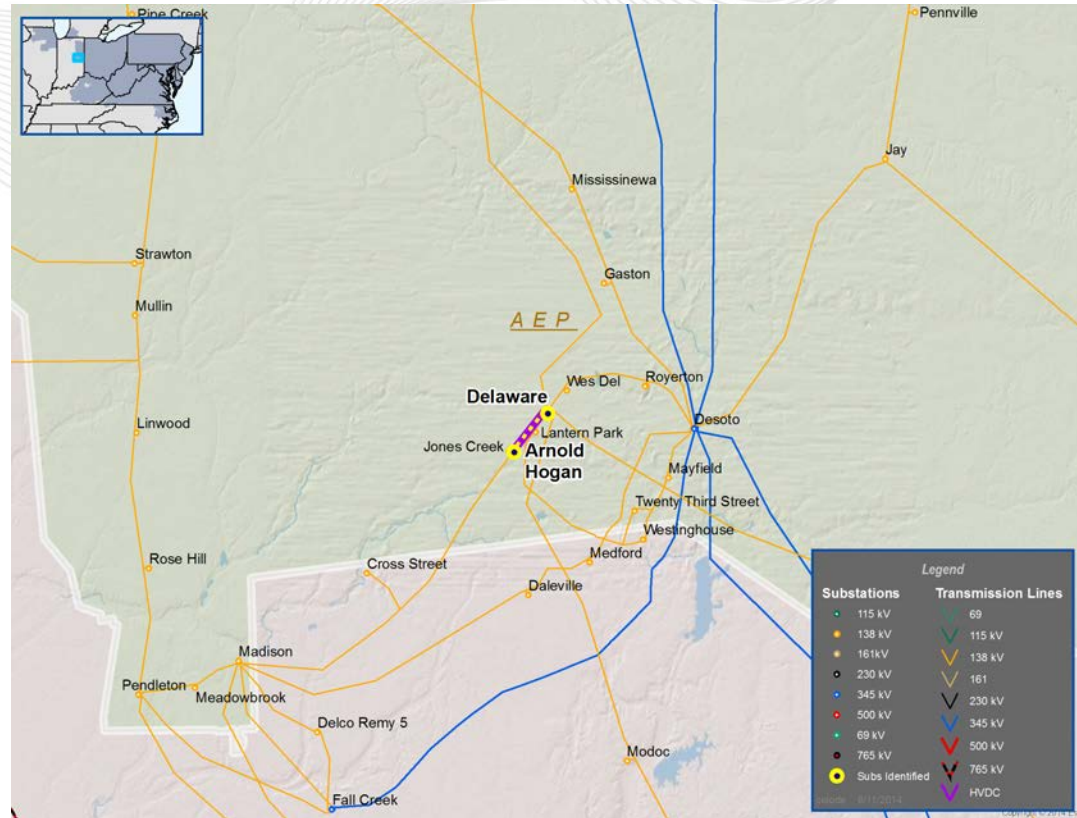 Pine Creek
Pennville
Jay
Mississinewa
Strawton
Gaston
Mullin
AEP
Wes Del
Royerton
Delaware
Desoto
Linwood
Lantern Park
Jones Creek
Arnold
Hogan
Mayfield
Twenty Third Street
Westinghouse
Rose Hill
Cross Street
Medford
Daleville
Madison
Pendleton
Meadowbrook
Delco Remy 5
Modoc
Fall Creek
Legend
Substations
115 kV
138 kV
161kV
230 kV
345 kV
500 kV
69 kV
765 kV
Subs Identified
Transmission Lines
69
115 kV
138 kV
161
230 kV
345 kV
500 kV
765 kV
HVDC
6/11/2014